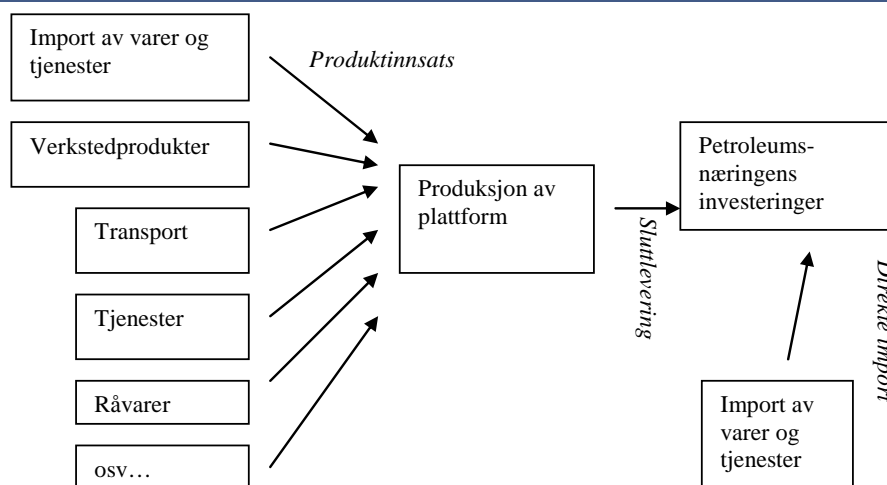 Import av varer og
tjenester
Produktinnsats
Verkstedprodukter
Transport
Tjenester
Råvarer
osv…
Produksjon av
plattform
Sluttlevering
Petroleums-
næringens
investeringer
Direkte import
Import av
varer og
tjenester